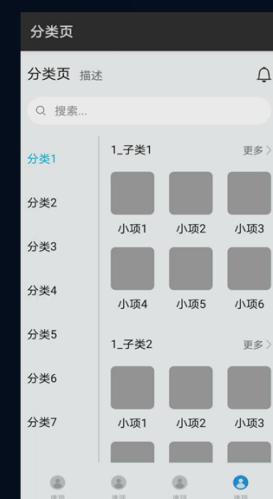 分类页
分类页 描述
搜索...
分类1
分类2
分类3
分类4
分类5
分类6
分类7
1_子类1 更多
小项1 小项2 小项3
小项4 小项5 小项6
1_子类2 更多
小项1 小项2 小项3